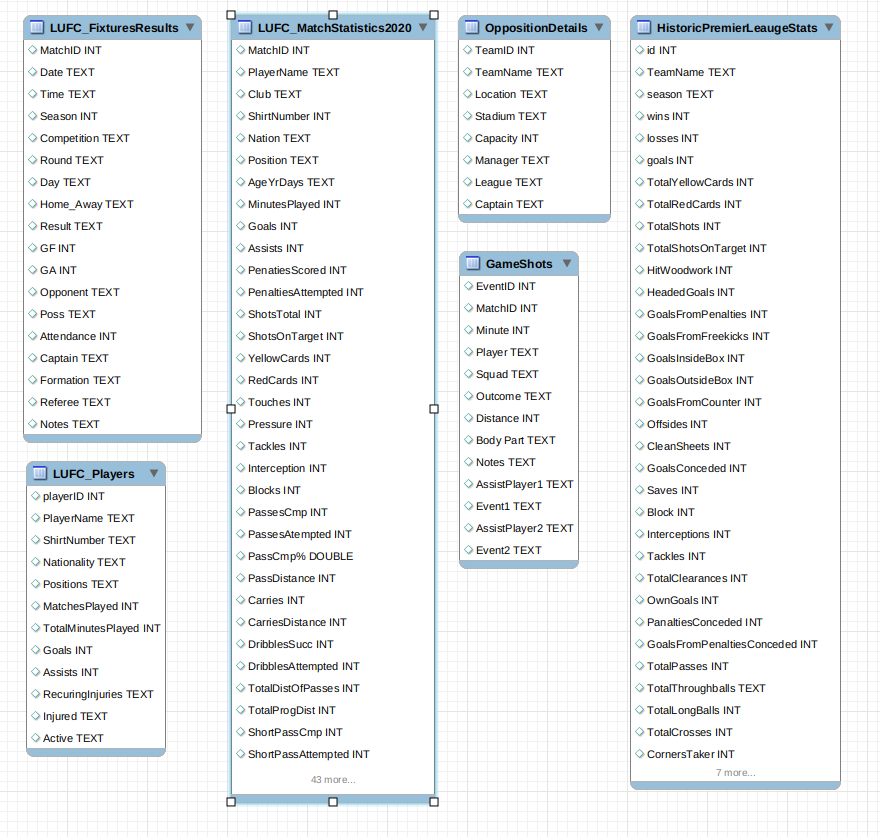 LUFC_FixturesResults
MatchID INT
Date TEXT
Time TEXT
Season INT
Competition TEXT
Round TEXT
Day TEXT
Home_Away TEXT
Result TEXT
GF INT
GA INT
Opponent TEXT
Poss TEXT
Attendance INT
Captain TEXT
Formation TEXT
Referee TEXT
Notes TEXT
LUFC_Players
playerID INT
PlayerName TEXT
ShirtNumber TEXT
Nationality TEXT
Positions TEXT
MatchesPlayed INT
TotalMinutesPlayed INT
Goals INT
Assists INT
RecuringInjuries TEXT
Injured TEXT
Active TEXT
LUFC_MatchStatistics2020
MatchID INT
PlayerName TEXT
Club TEXT
ShirtNumber INT
Nation TEXT
Position TEXT
AgeYrDays TEXT
MinutesPlayed INT
Goals INT
Assists INT
PenatiesScored INT
PenaltiesAttempted INT
ShotsTotal INT
ShotsOnTarget INT
YellowCards INT
RedCards INT
Touches INT
Pressure INT
Tackles INT
Interception INT
Blocks INT
PassesCmp INT
PassesAtempted INT
PassCmp% DOUBLE
PassDistance INT
Carries INT
CarriesDistance INT
DribblesSucc INT
DribblesAttempted INT
TotalDistOfPasses INT
TotalProgDist INT
ShortPassCmp INT
ShortPassAttempted INT
43 more...
OppositionDetails
TeamID INT
TeamName TEXT
Location TEXT
Stadium TEXT
Capacity INT
Manager TEXT
League TEXT
Captain TEXT
GameShots
EventID INT
MatchID INT
Minute INT
Player TEXT
Squad TEXT
Outcome TEXT
Distance INT
Body Part TEXT
Notes TEXT
AssistPlayer1 TEXT
Event1 TEXT
AssistPlayer2 TEXT
Event2 TEXT
HistoricPremierLeaugeStats
id INT
TeamName TEXT
season TEXT
wins INT
losses INT
goals INT
TotalYellowCards INT
TotalRedCards INT
TotalShots INT
TotalShotsOnTarget INT
HitWoodwork INT
HeadedGoals INT
GoalsFromPenalties INT
GoalsFromFreekicks INT
GoalsInsideBox INT
GoalsOutsideBox INT
GoalsFromCounter INT
Offsides INT
CleanSheets INT
GoalsConceded INT
Saves INT
Block INT
Interceptions INT
Tackles INT
TotalClearances INT
OwnGoals INT
PanaltiesConceded INT
GoalsFromPenaltiesConceded INT
TotalPasses INT
TotalThroughballs TEXT
TotalLongBalls INT
TotalCrosses INT
CornersTaker INT
7 more...